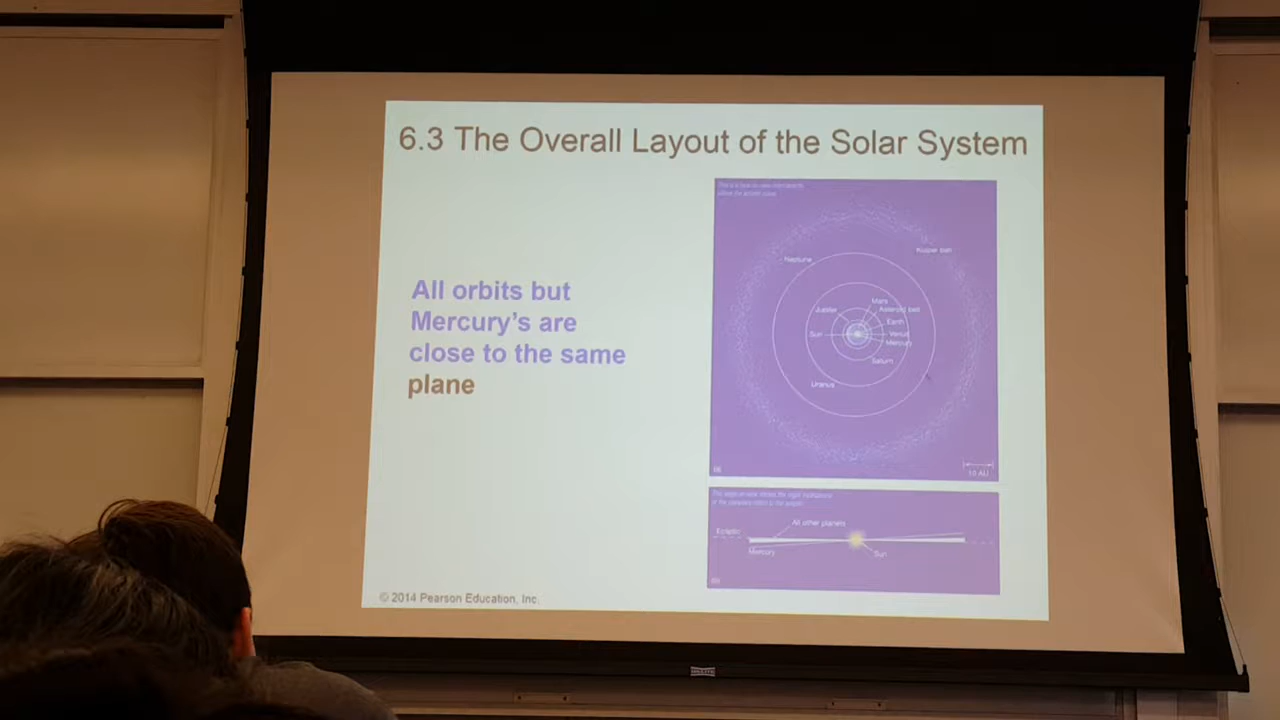 6.3 The Overall Layout of the Solar System
All orbits but
Mercury's are
close to the same
plane
Kuiper belt
Neptune
Mars
Jupiter
Asteroid belt
Earth
Sun
Venus
Mercury
Saturn
Uranus
10 AU
All other planets
Ecliptic
Mercury
Sun
© 2014 Pearson Education, Inc.